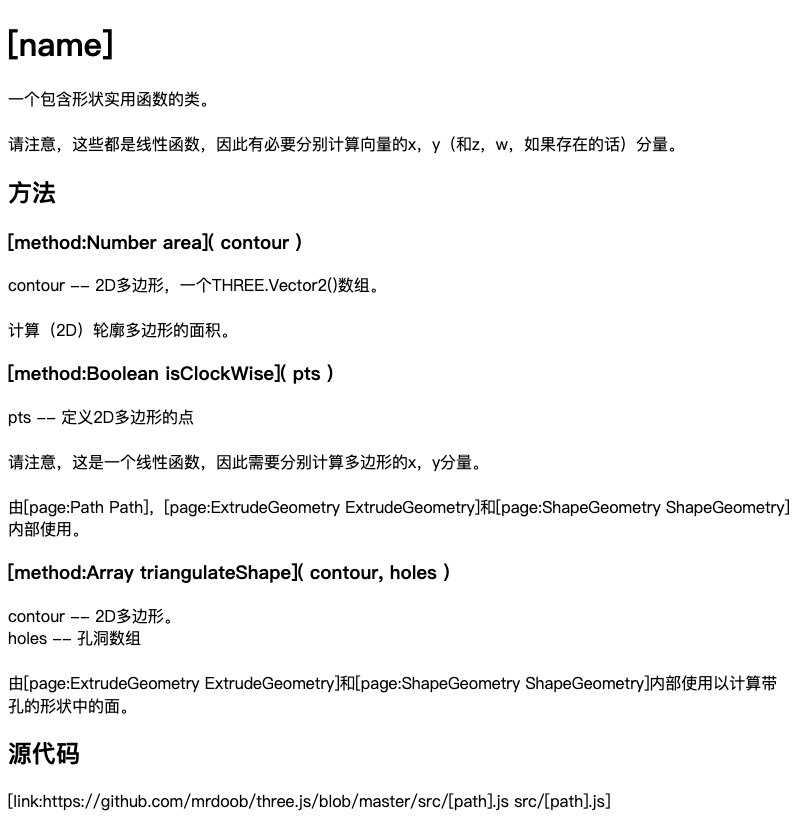 [name]
一个包含形状实用函数的类。
请注意，这些都是线性函数，因此有必要分别计算向量的x，y（和z，w，如果存在的话）分量。
方法
[method:Number area]( contour )
contour -- 2D多边形，一个THREE.Vector2()数组。
计算（2D）轮廓多边形的面积。
[method:Boolean isClockWise]( pts )
pts -- 定义2D多边形的点
请注意，这是一个线性函数，因此需要分别计算多边形的x，y分量。
由[page:Path Path]，[page:ExtrudeGeometry ExtrudeGeometry]和[page:ShapeGeometry ShapeGeometry]
内部使用。
[method:Array triangulateShape]( contour, holes )
contour -- 2D多边形。
holes -- 孔洞数组
由[page:ExtrudeGeometry ExtrudeGeometry]和[page:ShapeGeometry ShapeGeometry]内部使用以计算带
孔的形状中的面。
源代码
[link:https://github.com/mrdoob/three.js/blob/master/src/[path].js src/[path].js]